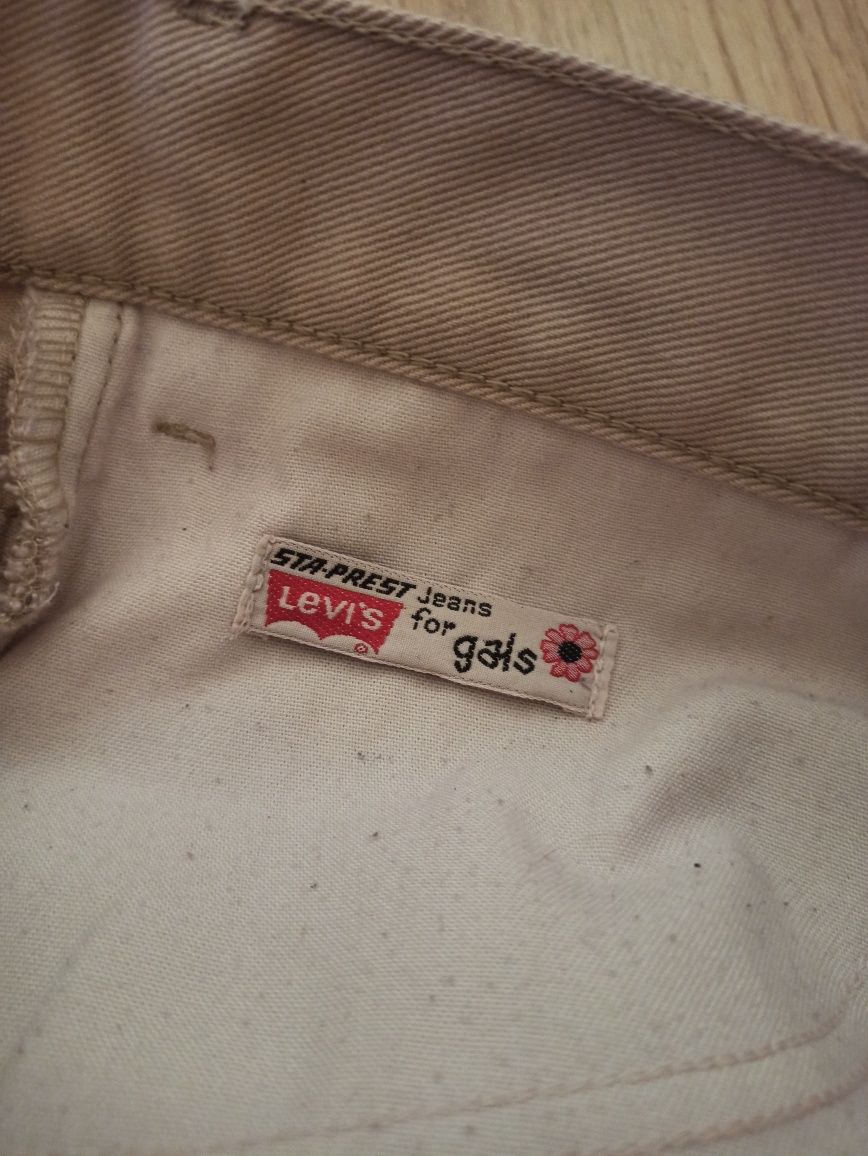 STA-PREST Jeans
LeVI'S for gals
®